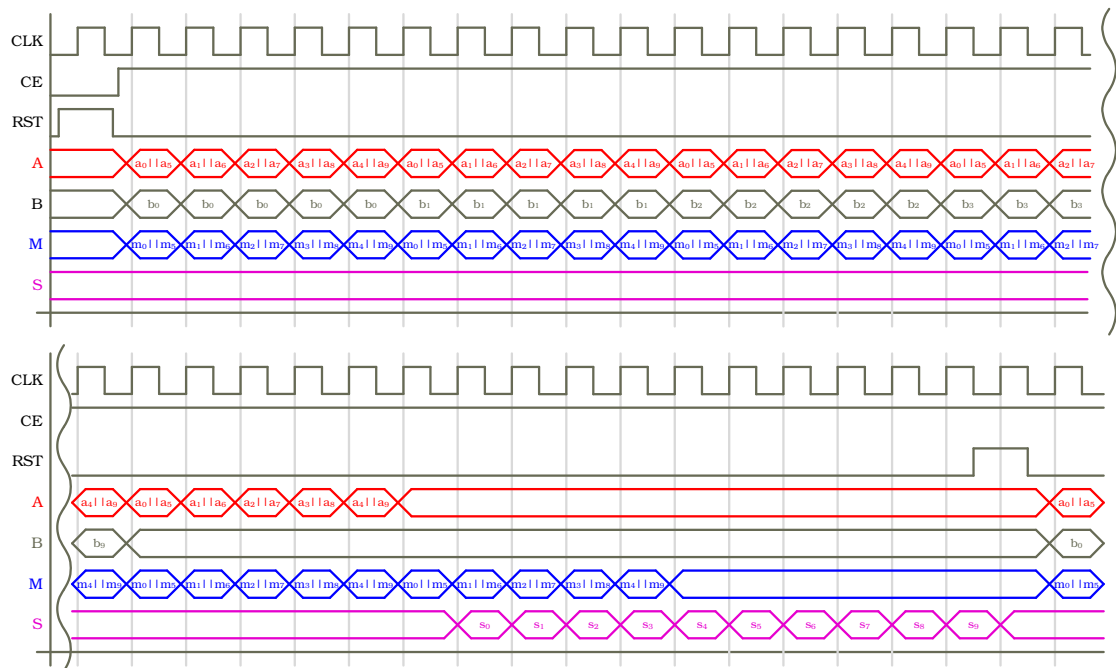 CLK
CE
RST
A a₀||a₅ a₁||a₆ a₂||a₇ a₃||a₈ a₄||a₉ a₀||a₅ a₁||a₆ a₂||a₇ a₃||a₈ a₄||a₉ a₀||a₅ a₁||a₆ a₂||a₇ a₃||a₈ a₄||a₉ a₀||a₅ a₁||a₆ a₂||a₇
B b₀ b₀ b₀ b₀ b₀ b₁ b₁ b₁ b₁ b₁ b₂ b₂ b₂ b₂ b₂ b₃ b₃ b₃
M m₀||m₅ m₁||m₆ m₂||m₇ m₃||m₈ m₄||m₉ m₀||m₅ m₁||m₆ m₂||m₇ m₃||m₈ m₄||m₉ m₀||m₅ m₁||m₆ m₂||m₇ m₃||m₈ m₄||m₉ m₀||m₅ m₁||m₆ m₂||m₇
S
CLK
CE
RST
A a₄||a₉ a₀||a₅ a₁||a₆ a₂||a₇ a₃||a₈ a₄||a₉ a₀||a₅
B b₉ b₀
M m₄||m₉ m₀||m₅ m₁||m₆ m₂||m₇ m₃||m₈ m₄||m₉ m₀||m₅ m₁||m₆ m₂||m₇ m₃||m₈ m₄||m₉ m₀||m₅
S s₀ s₁ s₂ s₃ s₄ s₅ s₆ s₇ s₈ s₉